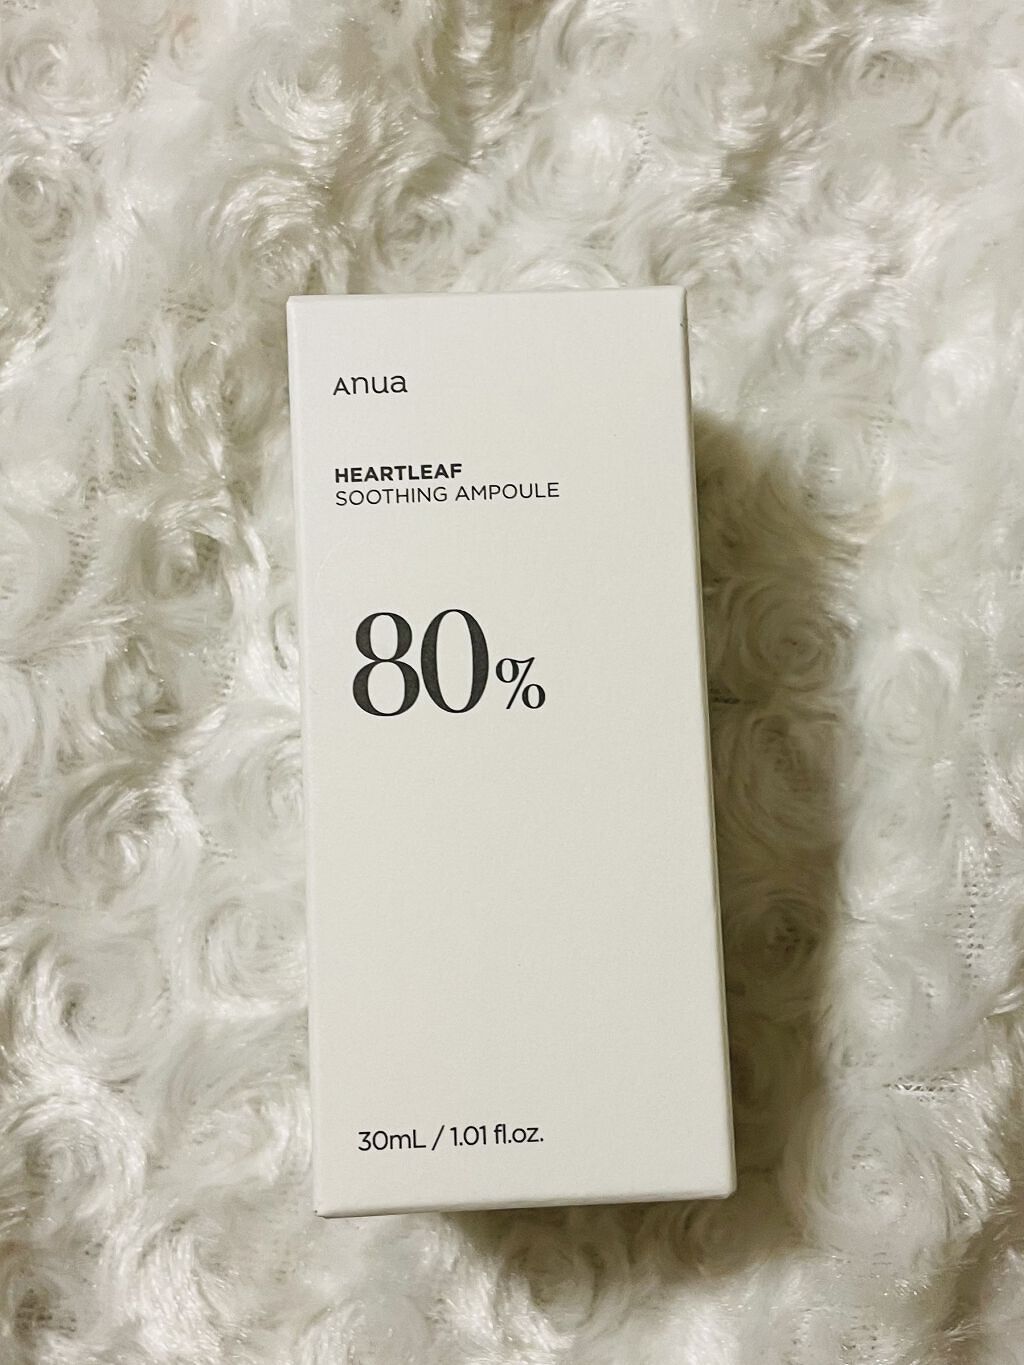 Anua
HEARTLEAF
SOOTHING AMPOULE
80%
30mL / 1.01 fl.oz.